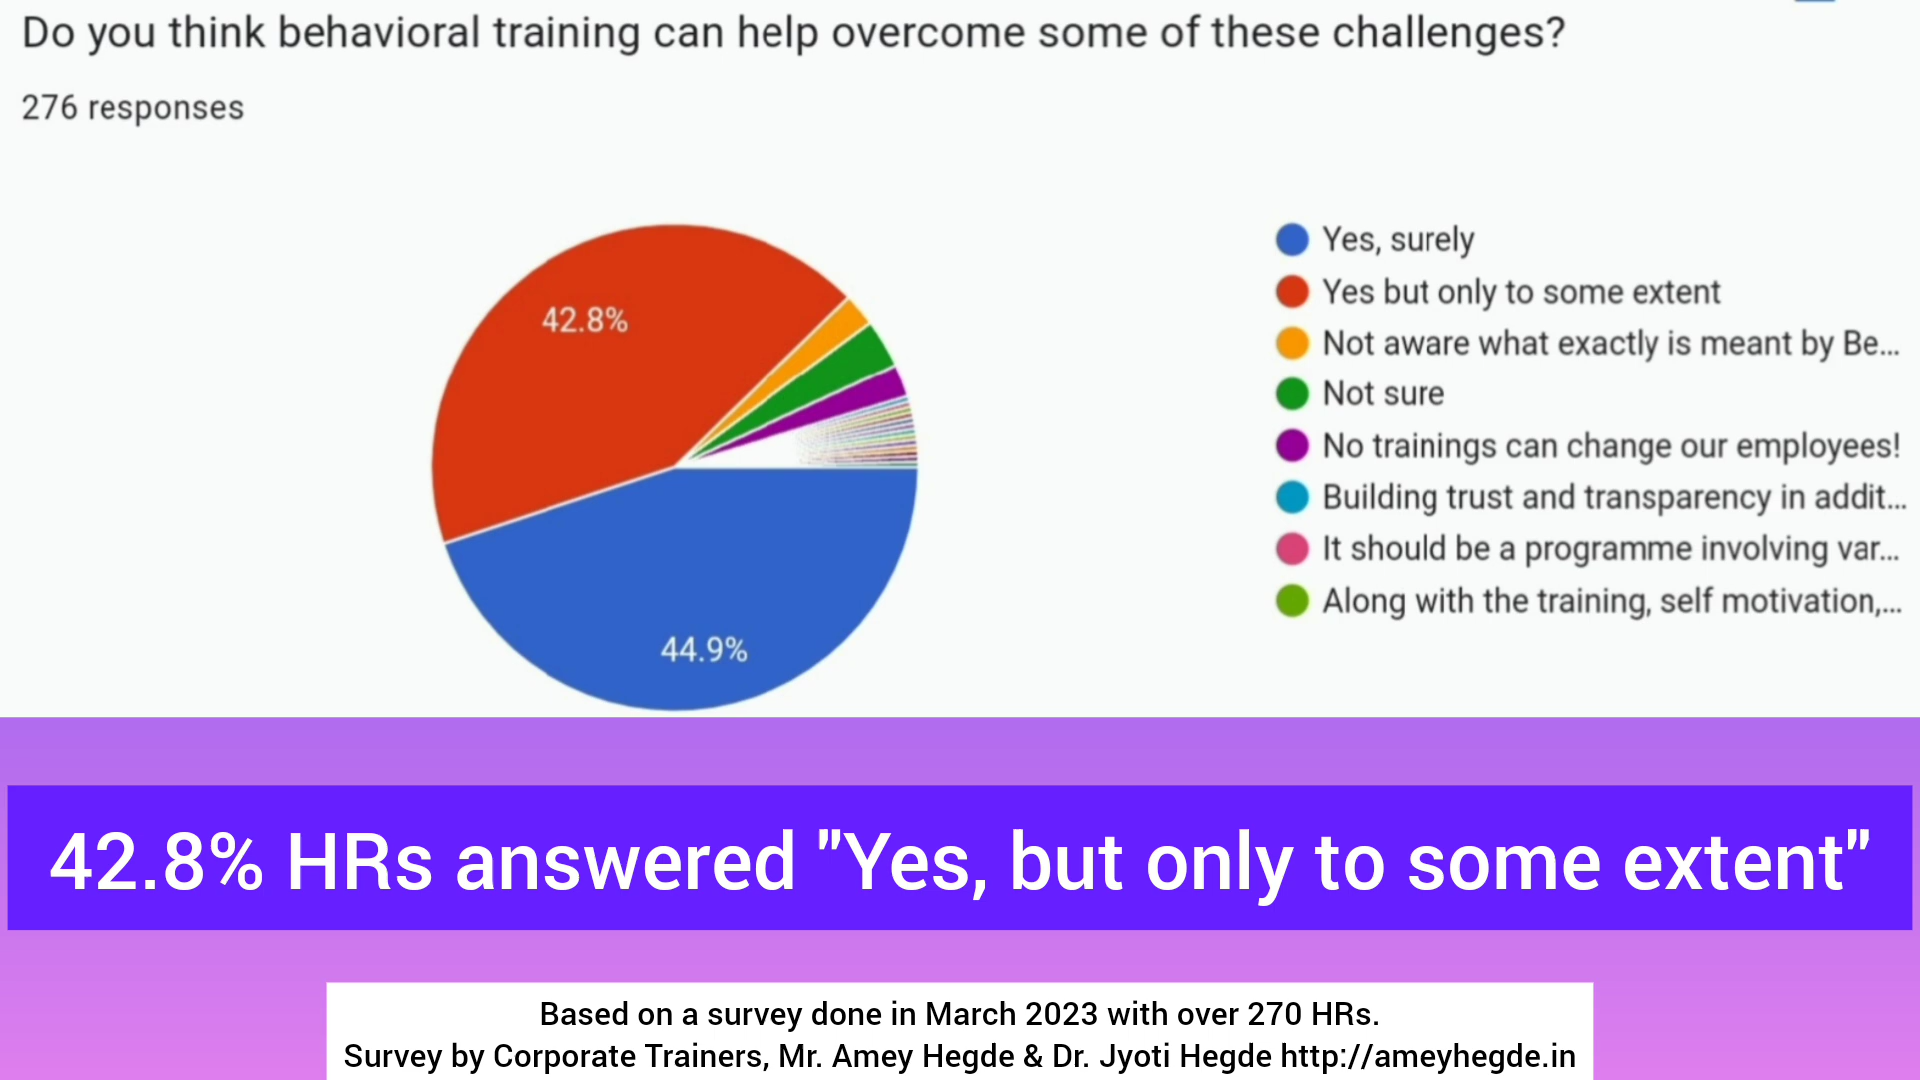 Do you think behavioral training can help overcome some of these challenges?
276 responses
42.8%
44.9%
Yes, surely
Yes but only to some extent
Not aware what exactly is meant by Be...
Not sure
No trainings can change our employees!
Building trust and transparency in addit...
It should be a programme involving var...
Along with the training, self motivation,...
42.8% HRs answered "Yes, but only to some extent"
Based on a survey done in March 2023 with over 270 HRs.
Survey by Corporate Trainers, Mr. Amey Hegde & Dr. Jyoti Hegde http://ameyhegde.in